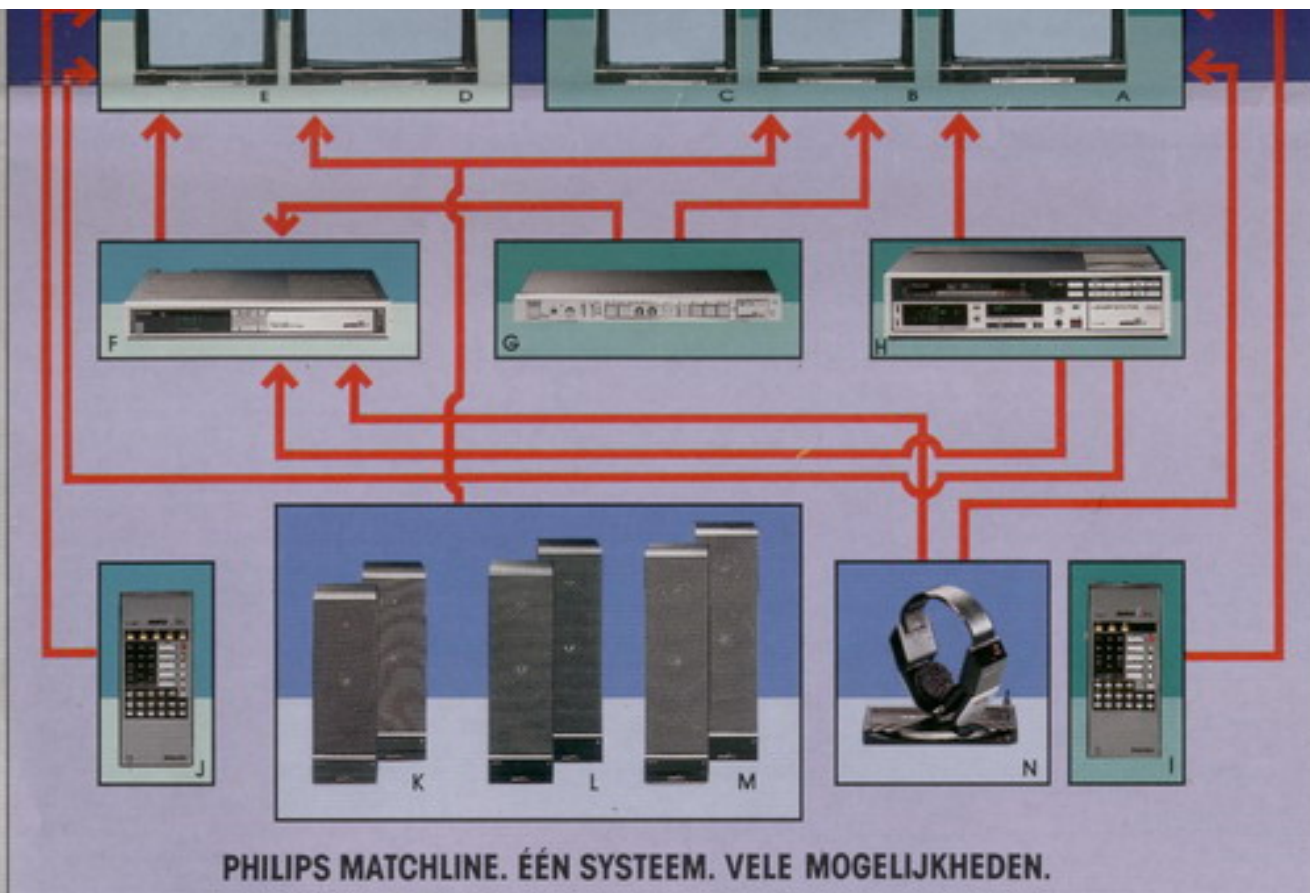 E D C B A
F G H
J K L M N I
PHILIPS MATCHLINE. ÉÉN SYSTEEM. VELE MOGELIJKHEDEN.